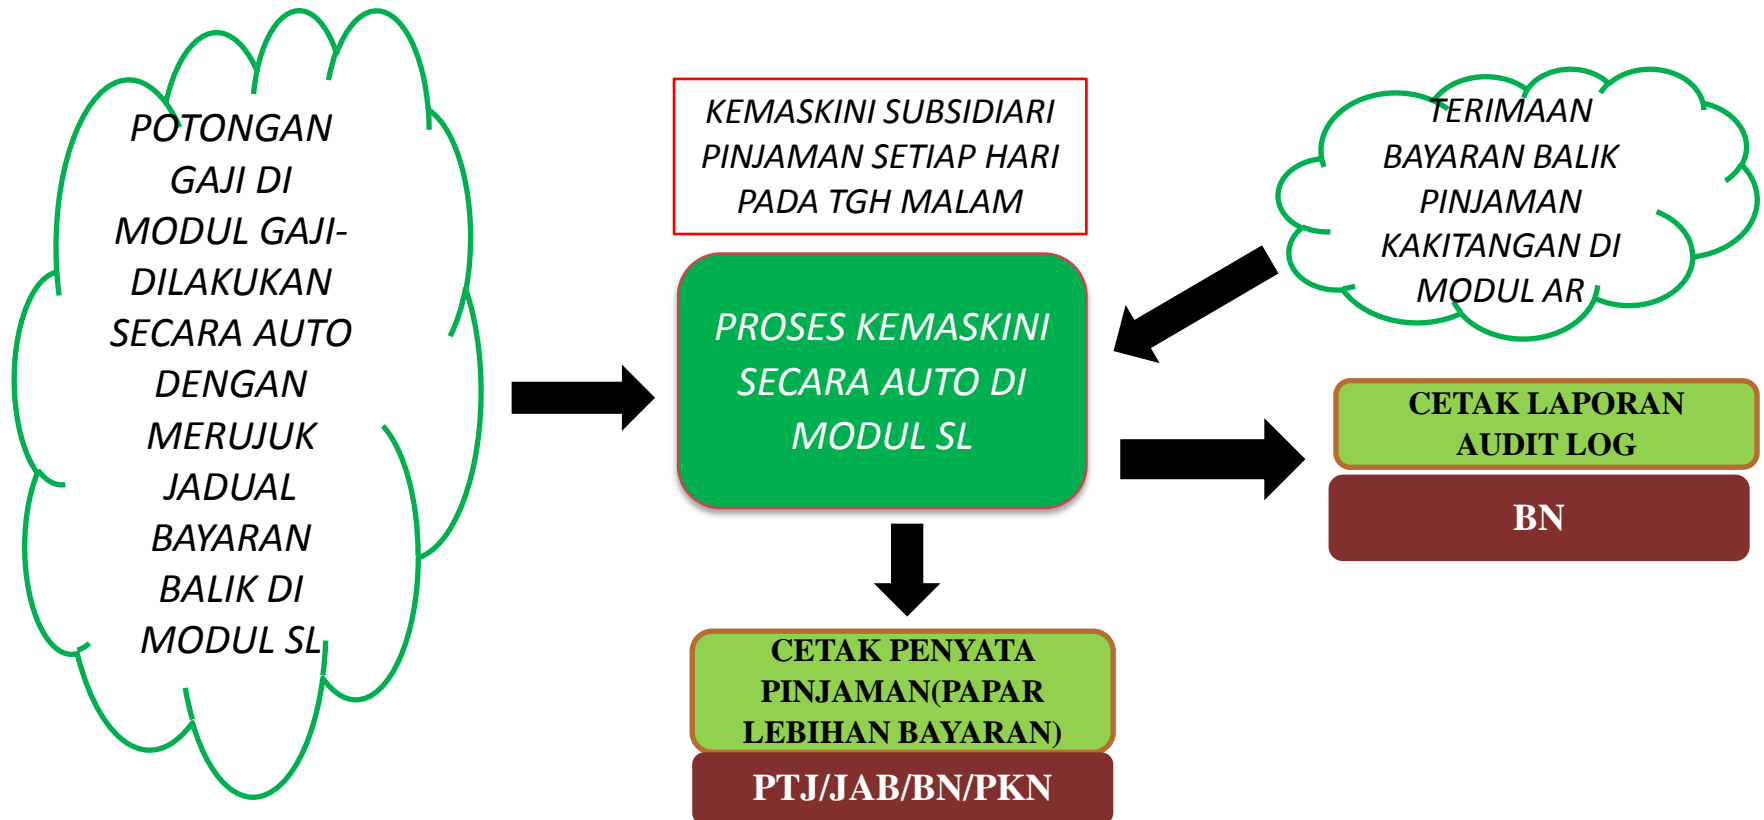 POTONGAN
GAJI DI
MODUL GAJI-
DILAKUKAN
SECARA AUTO
DENGAN
MERUJUK
JADUAL
BAYARAN
BALIK DI
MODUL SL
KEMASKINI SUBSIDIARI
PINJAMAN SETIAP HARI
PADA TGH MALAM
PROSES KEMASKINI
SECARA AUTO DI
MODUL SL
TERIMAAN
BAYARAN BALIK
PINJAMAN
KAKITANGAN DI
MODUL AR
CETAK LAPORAN
AUDIT LOG
BN
CETAK PENYATA
PINJAMAN(PAPAR
LEBIHAN BAYARAN)
PTJ/JAB/BN/PKN